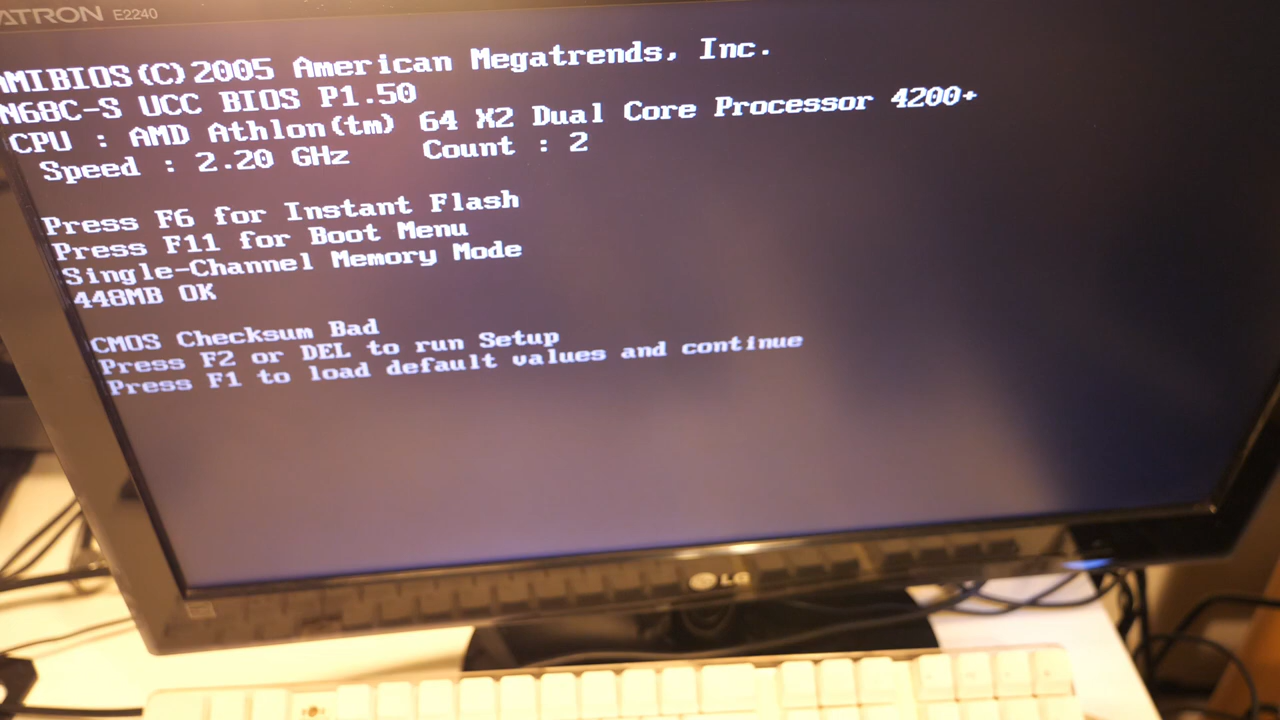 ATRON E2240
AMIBIOS(C)2005 American Megatrends, Inc.
N68C-S UCC BIOS P1.50
CPU : AMD Athlon(tm) 64 X2 Dual Core Processor 4200+
Speed : 2.20 GHz Count : 2
Press F6 for Instant Flash
Press F11 for Boot Menu
Single-Channel Memory Mode
448MB OK
CMOS Checksum Bad
Press F2 or DEL to run Setup
Press F1 to load default values and continue
LG